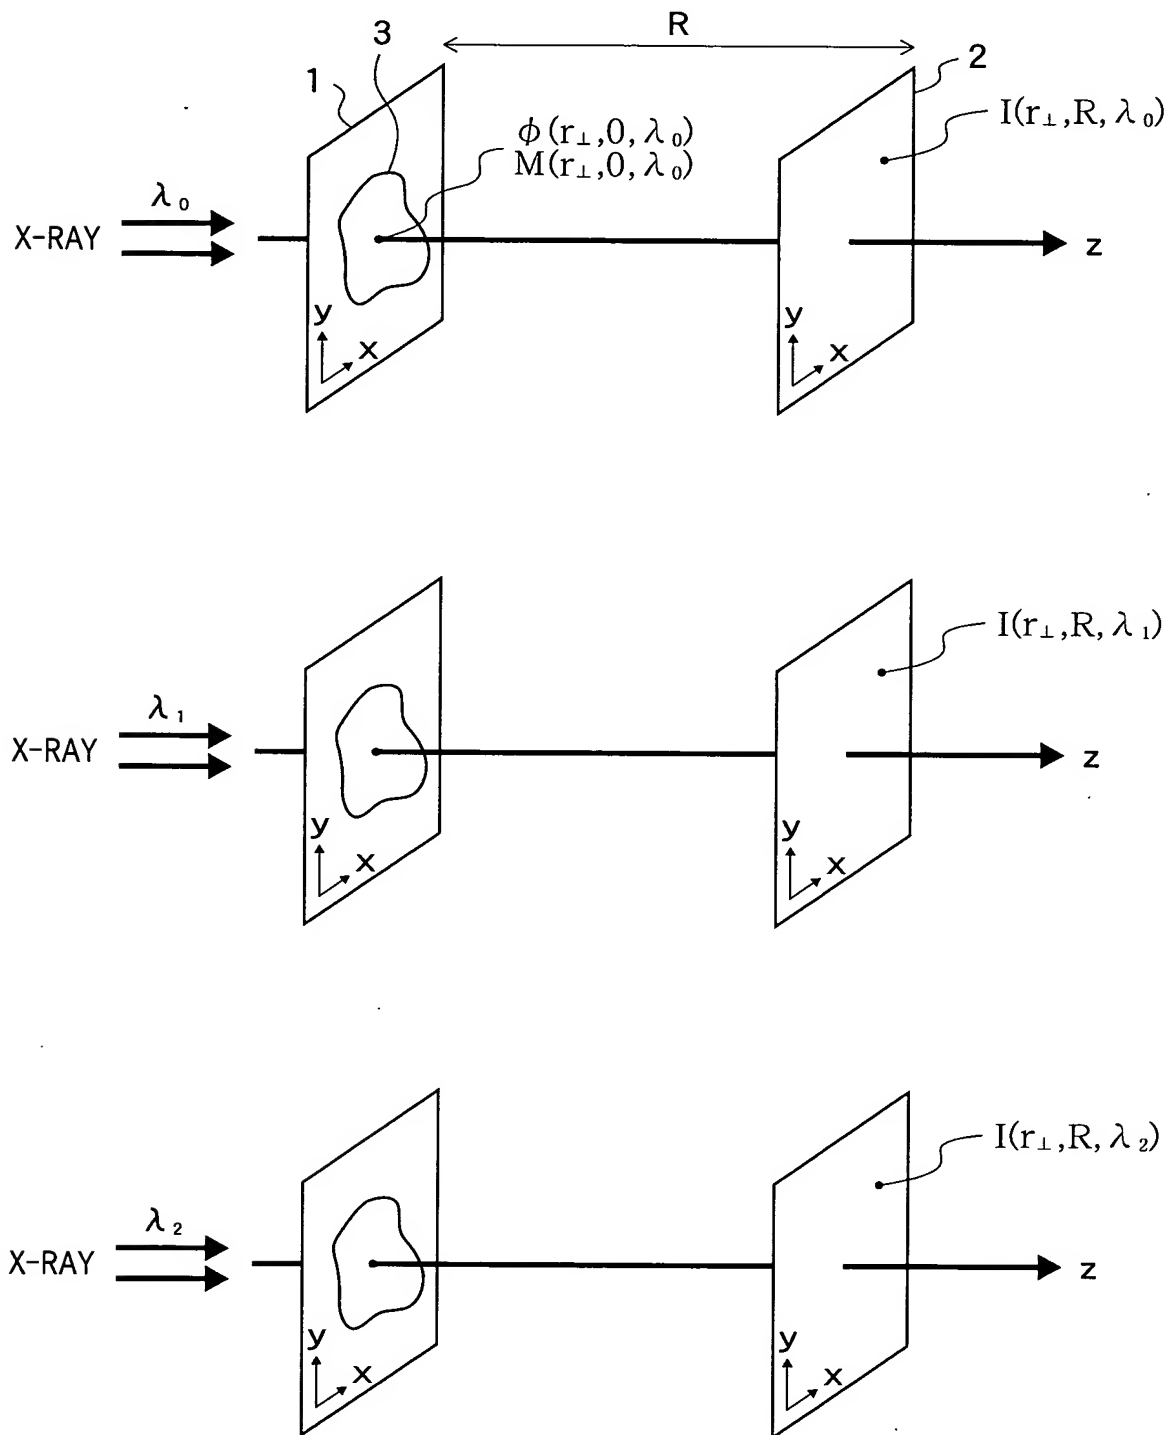 R
3
1
2
ϕ(r⊥,0,λ₀)
M(r⊥,0,λ₀)
I(r⊥,R,λ₀)
λ₀
X-RAY
z
y
x
y
x
I(r⊥,R,λ₁)
λ₁
X-RAY
z
y
x
y
x
I(r⊥,R,λ₂)
λ₂
X-RAY
z
y
x
y
x